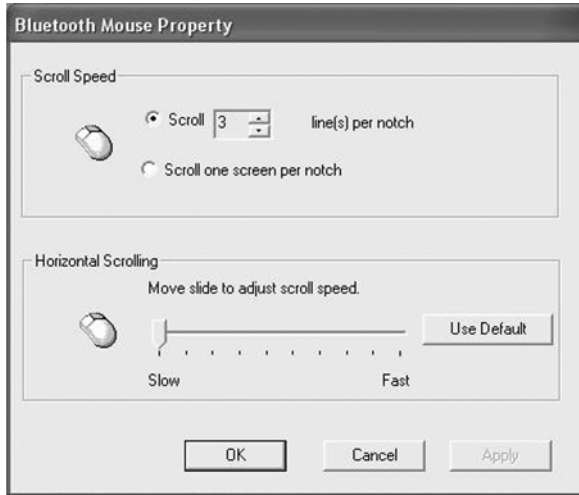 Bluetooth Mouse Property
Scroll Speed
Scroll 3 line(s) per notch
Scroll one screen per notch
Horizontal Scrolling
Move slide to adjust scroll speed.
Use Default
Slow Fast
OK Cancel Apply